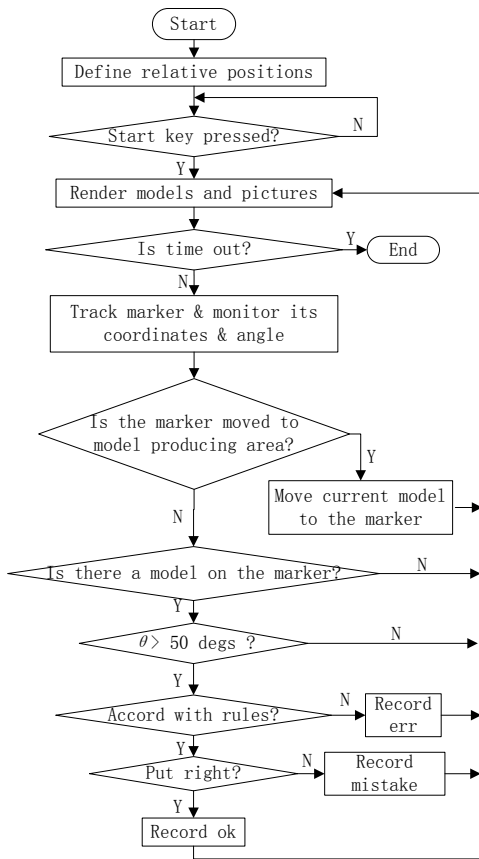 Start
Define relative positions
Start key pressed?
N
Y
Render models and pictures
Is time out?
Y
End
N
Track marker & monitor its
coordinates & angle
Is the marker moved to
model producing area?
Y
Move current model
to the marker
N
Is there a model on the marker?
N
Y
θ> 50 degs ?
N
Y
Accord with rules?
N
Record
err
Y
Put right?
N
Record
mistake
Y
Record ok